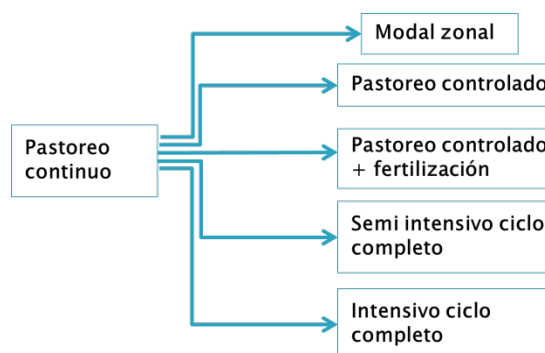 Modal zonal
Pastoreo controlado
Pastoreo
continuo
Pastoreo controlado
+ fertilización
Semi intensivo ciclo
completo
Intensivo ciclo
completo